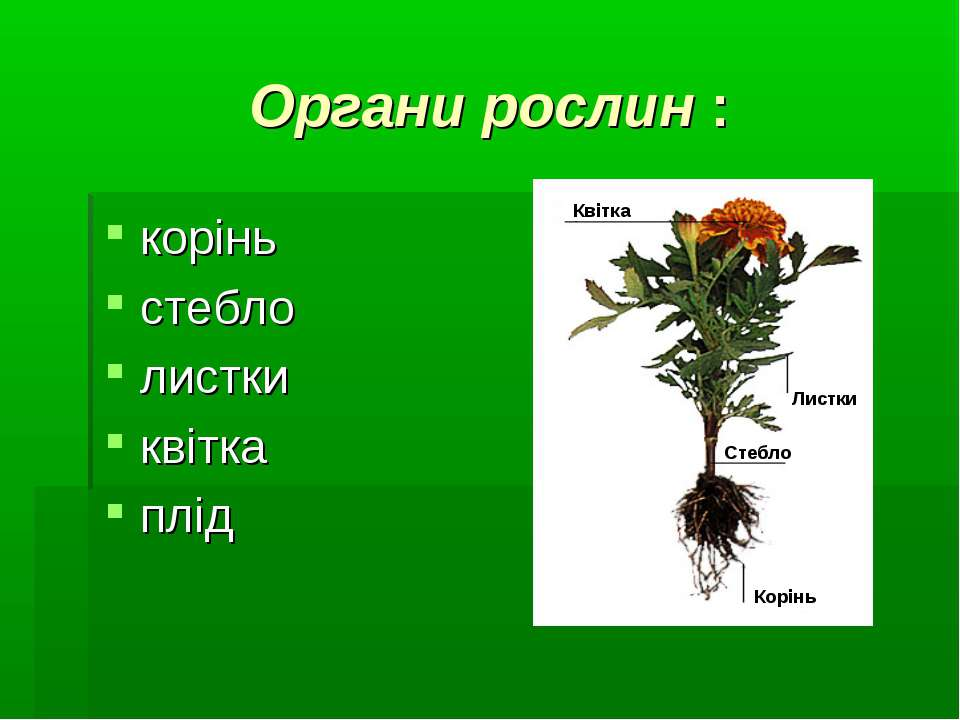 Органи рослин :
корінь
стебло
листки
квітка
плід
Квітка
Листки
Стебло
Корінь